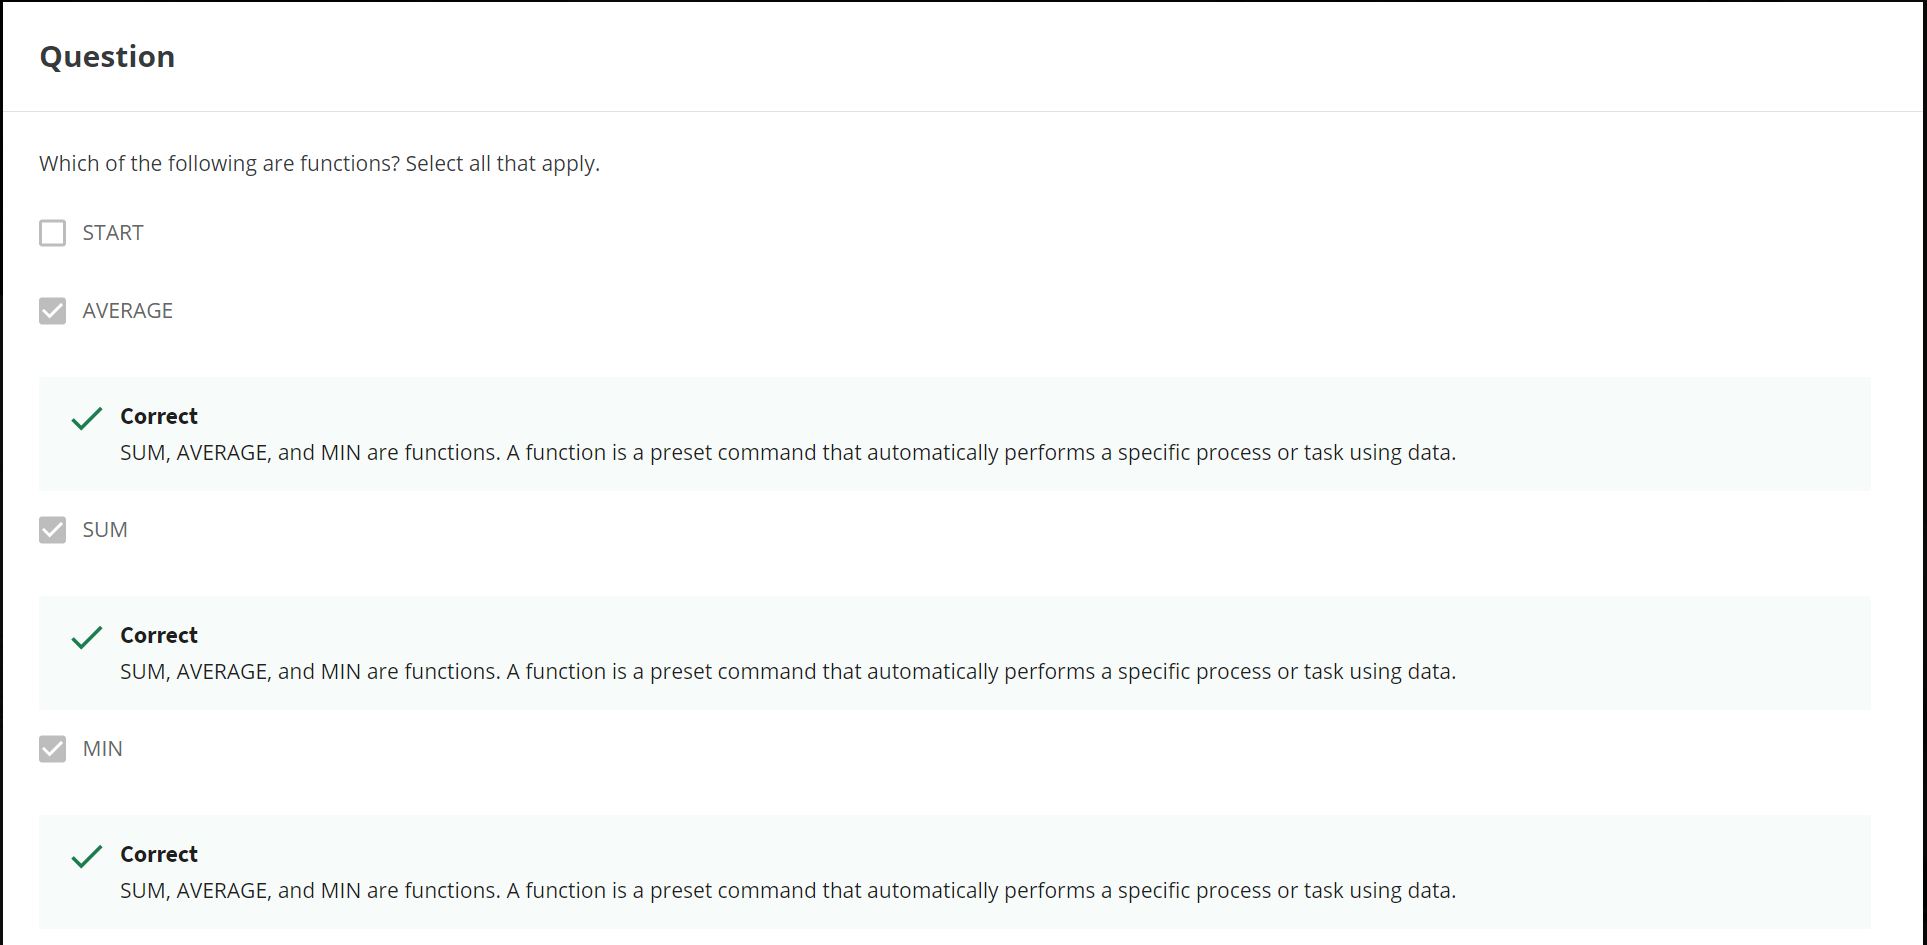 Question
Which of the following are functions? Select all that apply.
START
AVERAGE
Correct
SUM, AVERAGE, and MIN are functions. A function is a preset command that automatically performs a specific process or task using data.
SUM
Correct
SUM, AVERAGE, and MIN are functions. A function is a preset command that automatically performs a specific process or task using data.
MIN
Correct
SUM, AVERAGE, and MIN are functions. A function is a preset command that automatically performs a specific process or task using data.